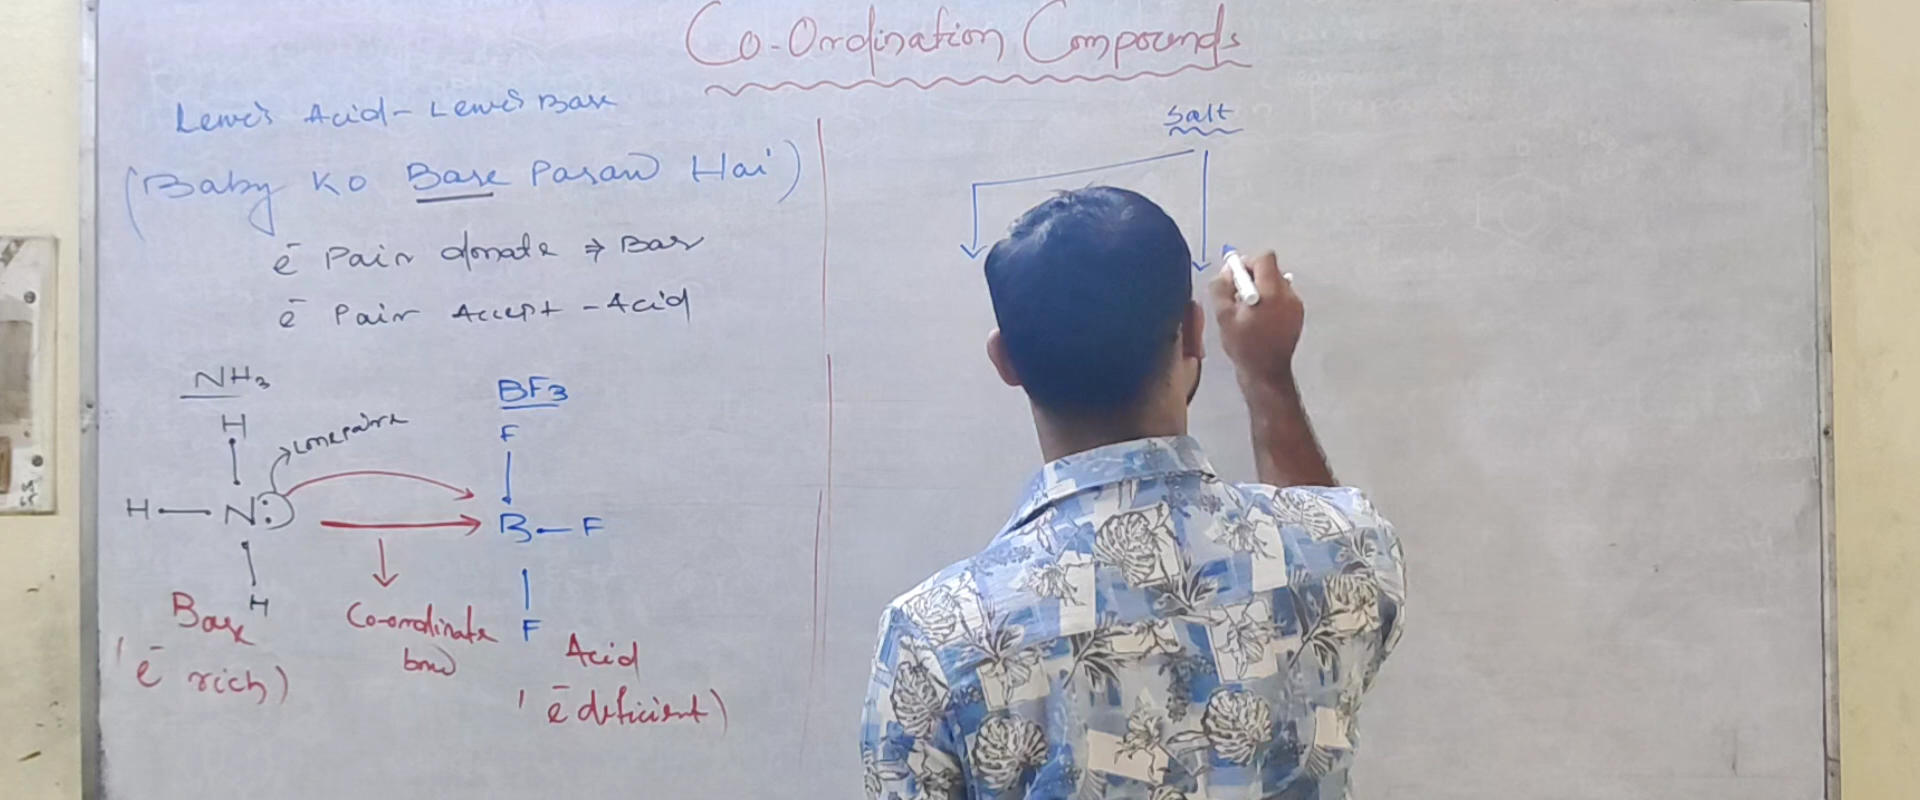 Co-Ordination Compounds
Lewis Acid - Lewis Base
(Baby Ko Base Pasand Hai)
e⁻ Pair donate ⇒ Base
e⁻ Pair Accept - Acid
NH3
H
lone paire
H — N:
H
Base
(e⁻ rich)
Co-ordinate
bond
BF3
F
B — F
F
Acid
(e⁻ deficient)
Salt